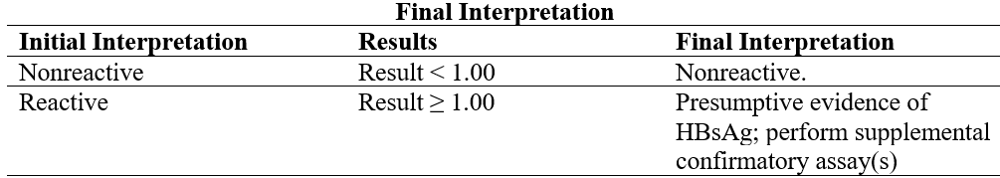 Final Interpretation
Initial Interpretation Results Final Interpretation
Nonreactive Result < 1.00 Nonreactive.
Reactive Result ≥ 1.00 Presumptive evidence of
HBsAg; perform supplemental
confirmatory assay(s)